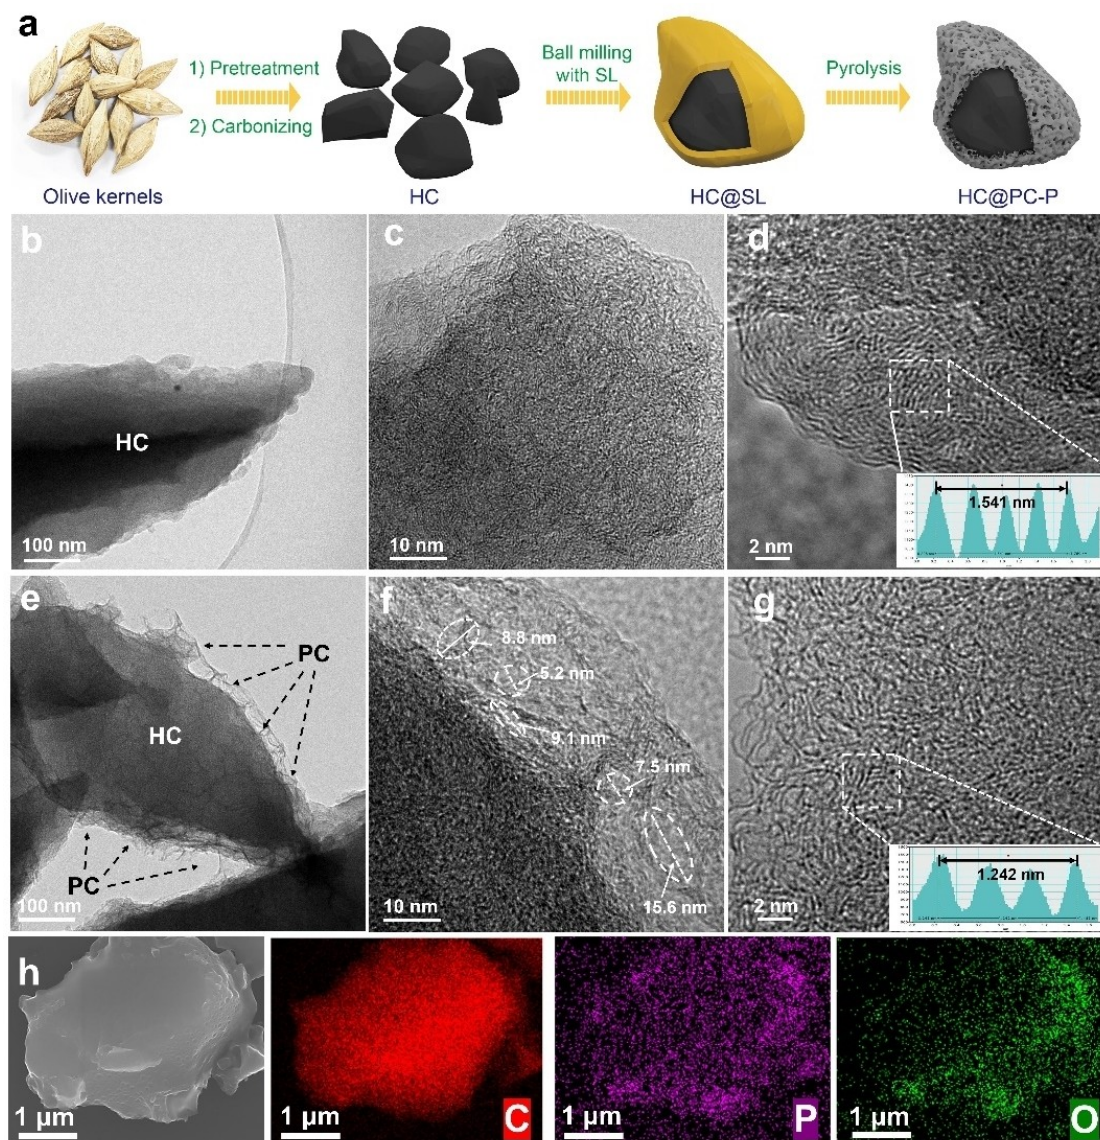 a
1) Pretreatment
2) Carbonizing
Ball milling
with SL
Pyrolysis
Olive kernels
HC
HC@SL
HC@PC-P
b
HC
100 nm
c
10 nm
d
1.541 nm
2 nm
e
PC
HC
PC
100 nm
f
8.8 nm
5.2 nm
9.1 nm
7.5 nm
15.6 nm
10 nm
g
1.242 nm
2 nm
h
1 μm
1 μm
C
1 μm
P
1 μm
O